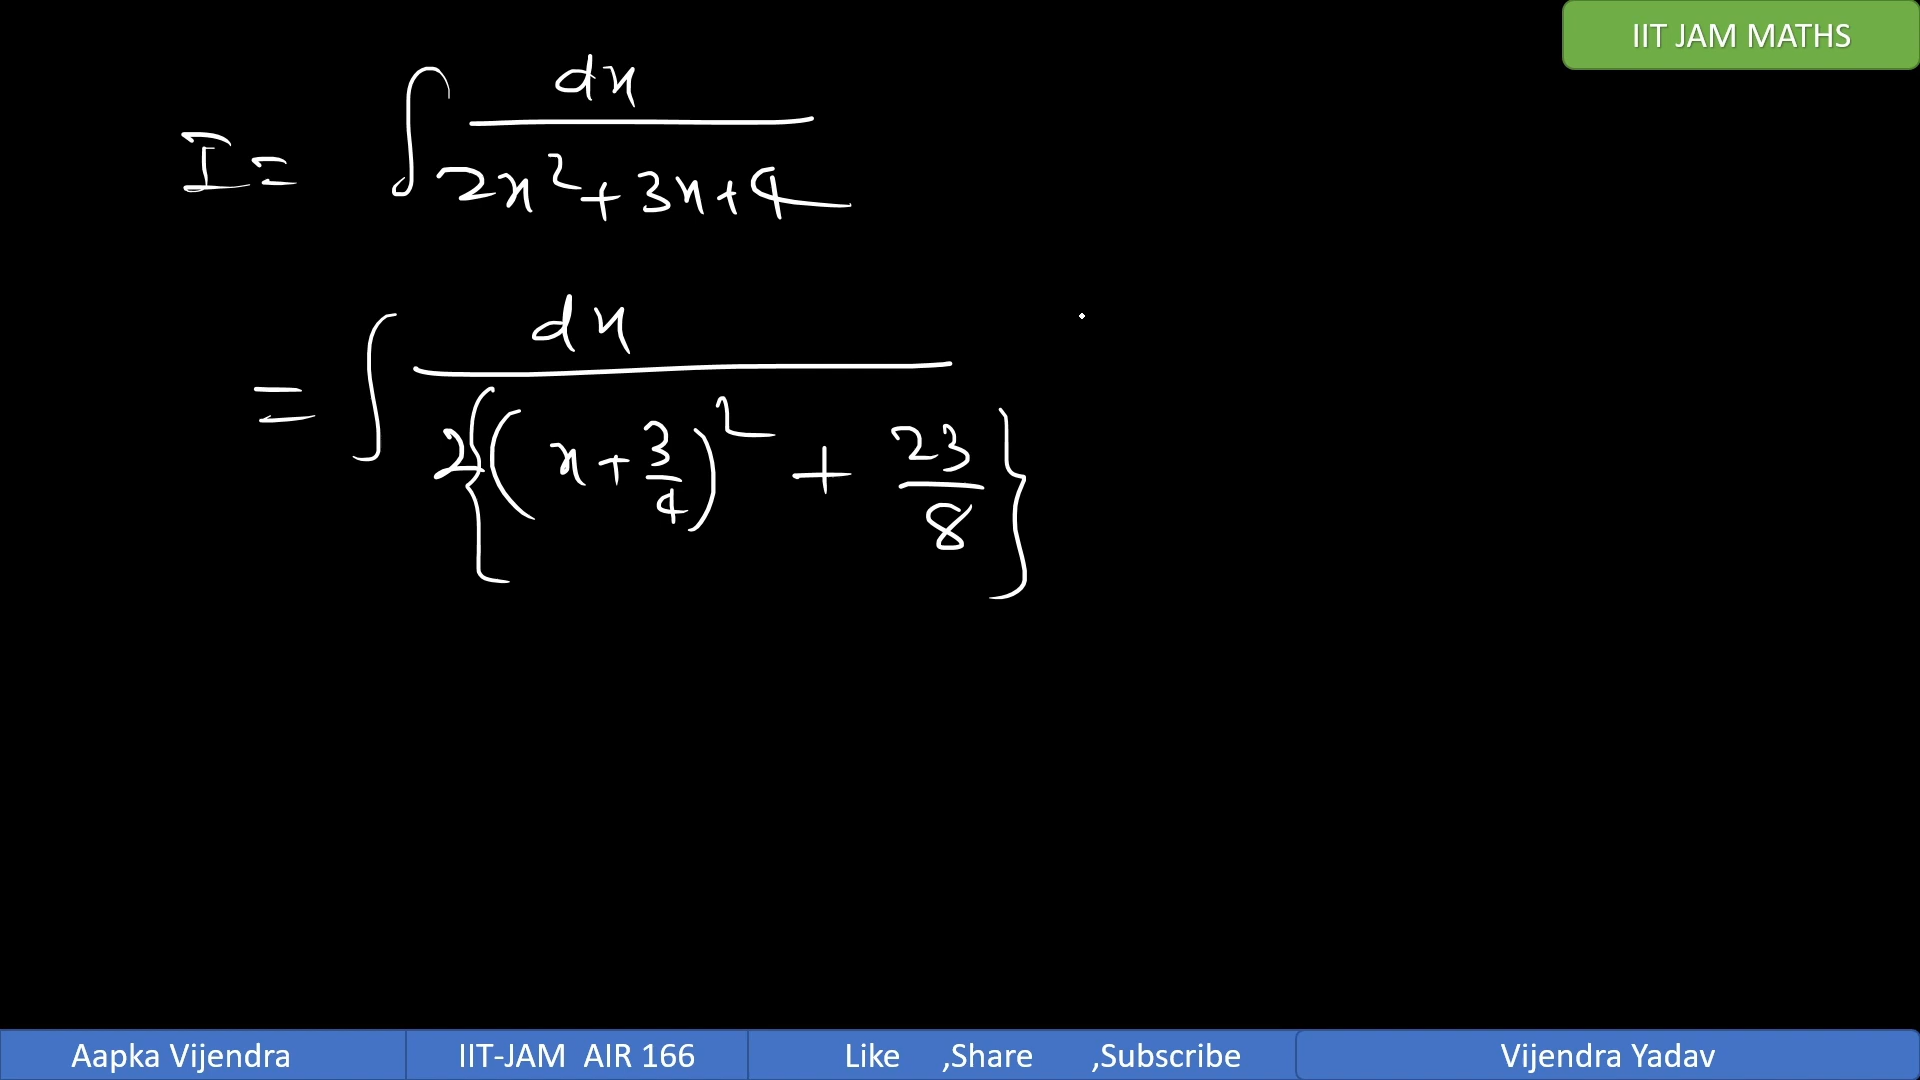 IIT JAM MATHS
I = ∫ dx / (2x² + 3x + 4)
= ∫ dx / 2{(x + 3/4)² + 23/8}
Aapka Vijendra IIT-JAM AIR 166 Like ,Share ,Subscribe Vijendra Yadav